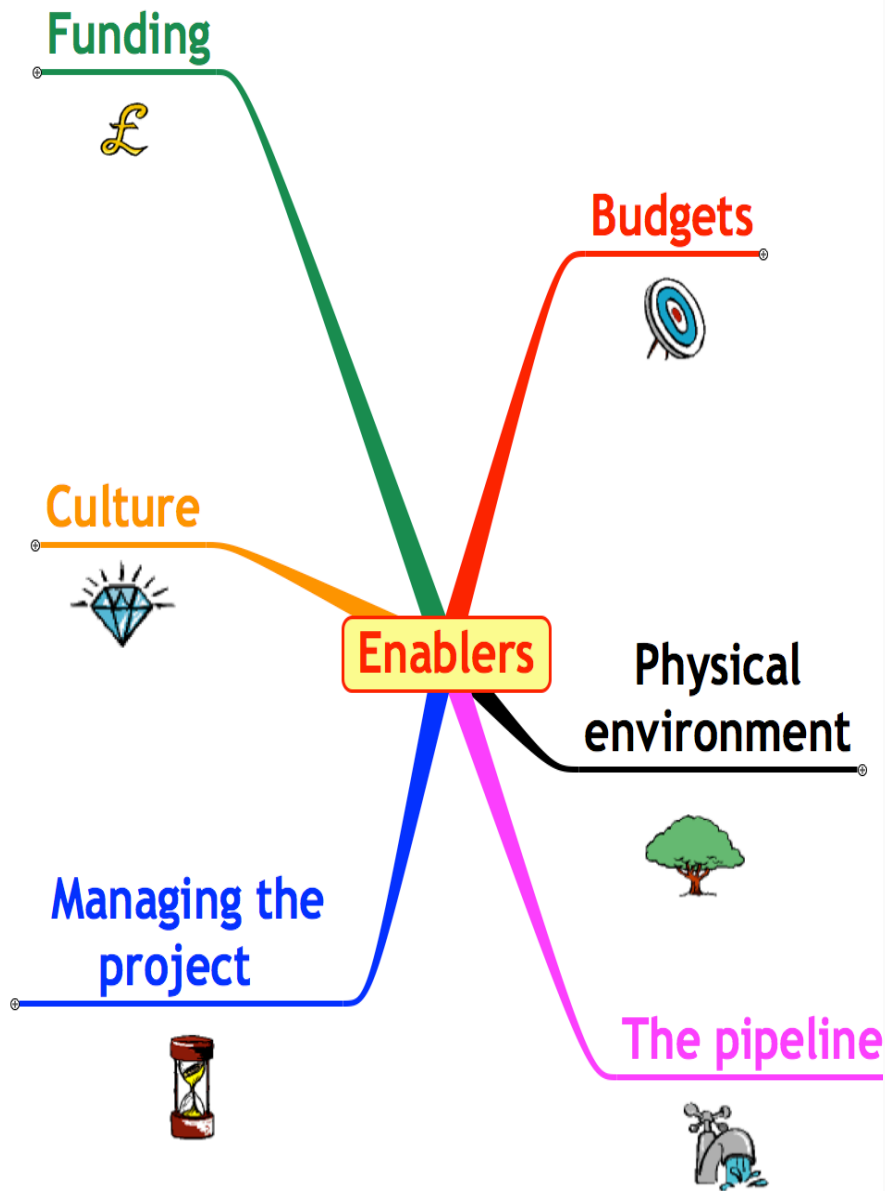 Funding
Budgets
Culture
Enablers
Physical
environment
Managing the
project
The pipeline